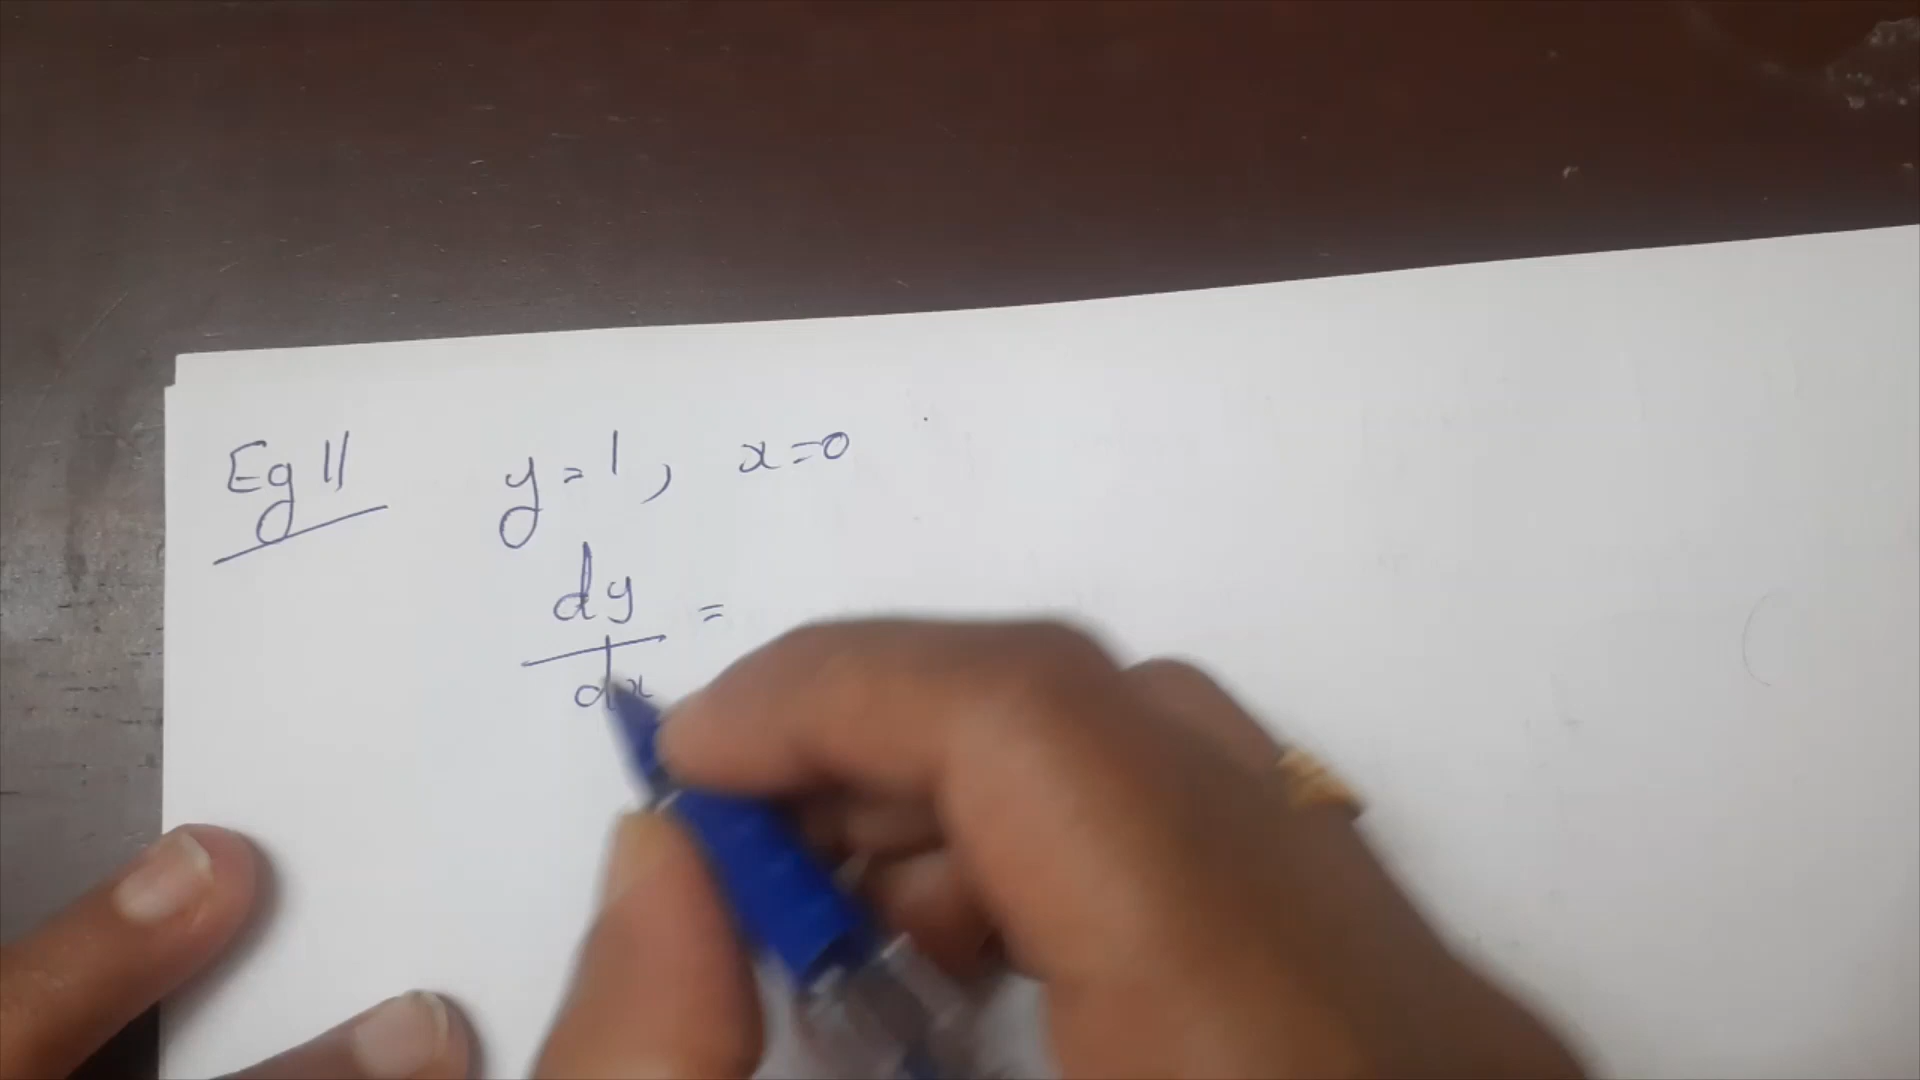 Eg 11 y = 1, x = 0
dy =
dx